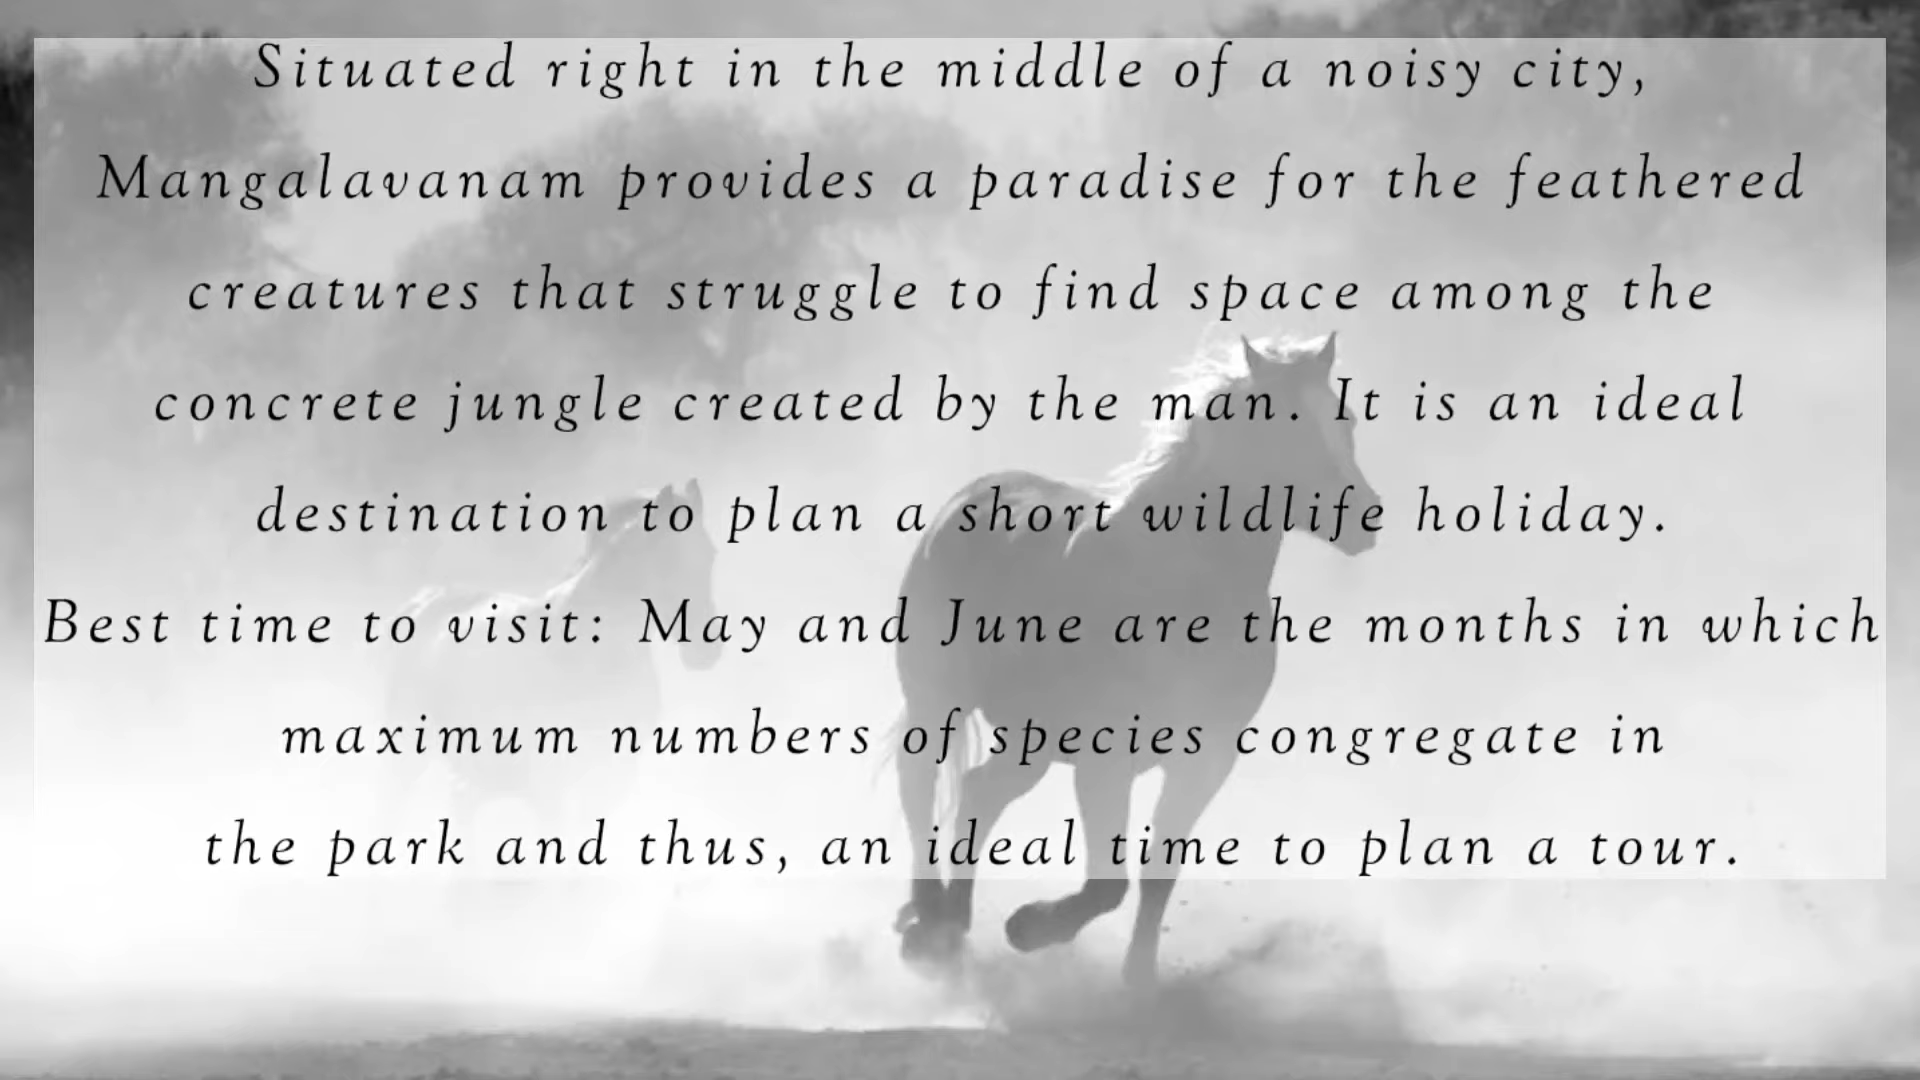 Situated right in the middle of a noisy city,
Mangalavanam provides a paradise for the feathered
creatures that struggle to find space among the
concrete jungle created by the man. It is an ideal
destination to plan a short wildlife holiday.
Best time to visit: May and June are the months in which
maximum numbers of species congregate in
the park and thus, an ideal time to plan a tour.